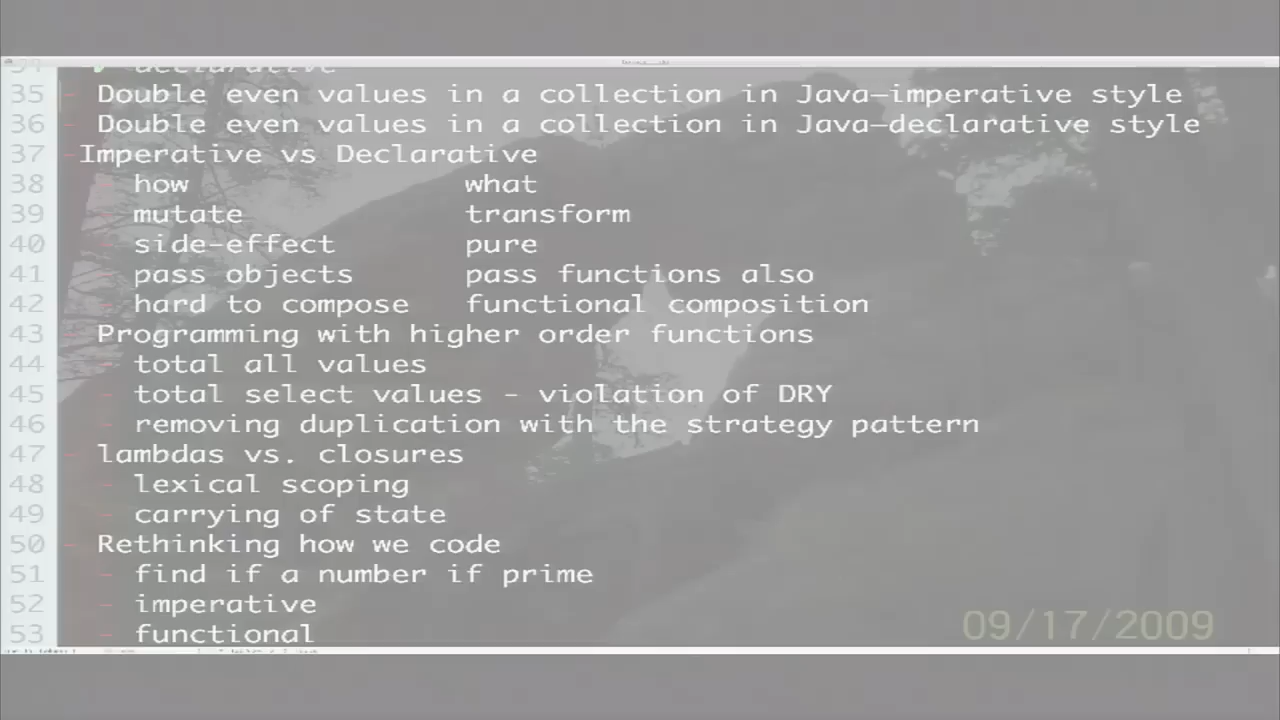 34 - declarative
35 - Double even values in a collection in Java-imperative style
36 - Double even values in a collection in Java-declarative style
37 -Imperative vs Declarative
38 - how what
39 - mutate transform
40 - side-effect pure
41 - pass objects pass functions also
42 - hard to compose functional composition
43 Programming with higher order functions
44 - total all values
45 - total select values - violation of DRY
46 - removing duplication with the strategy pattern
47 - lambdas vs. closures
48 - lexical scoping
49 - carrying of state
50 - Rethinking how we code
51 - find if a number if prime
52 - imperative
53 - functional
09/17/2009